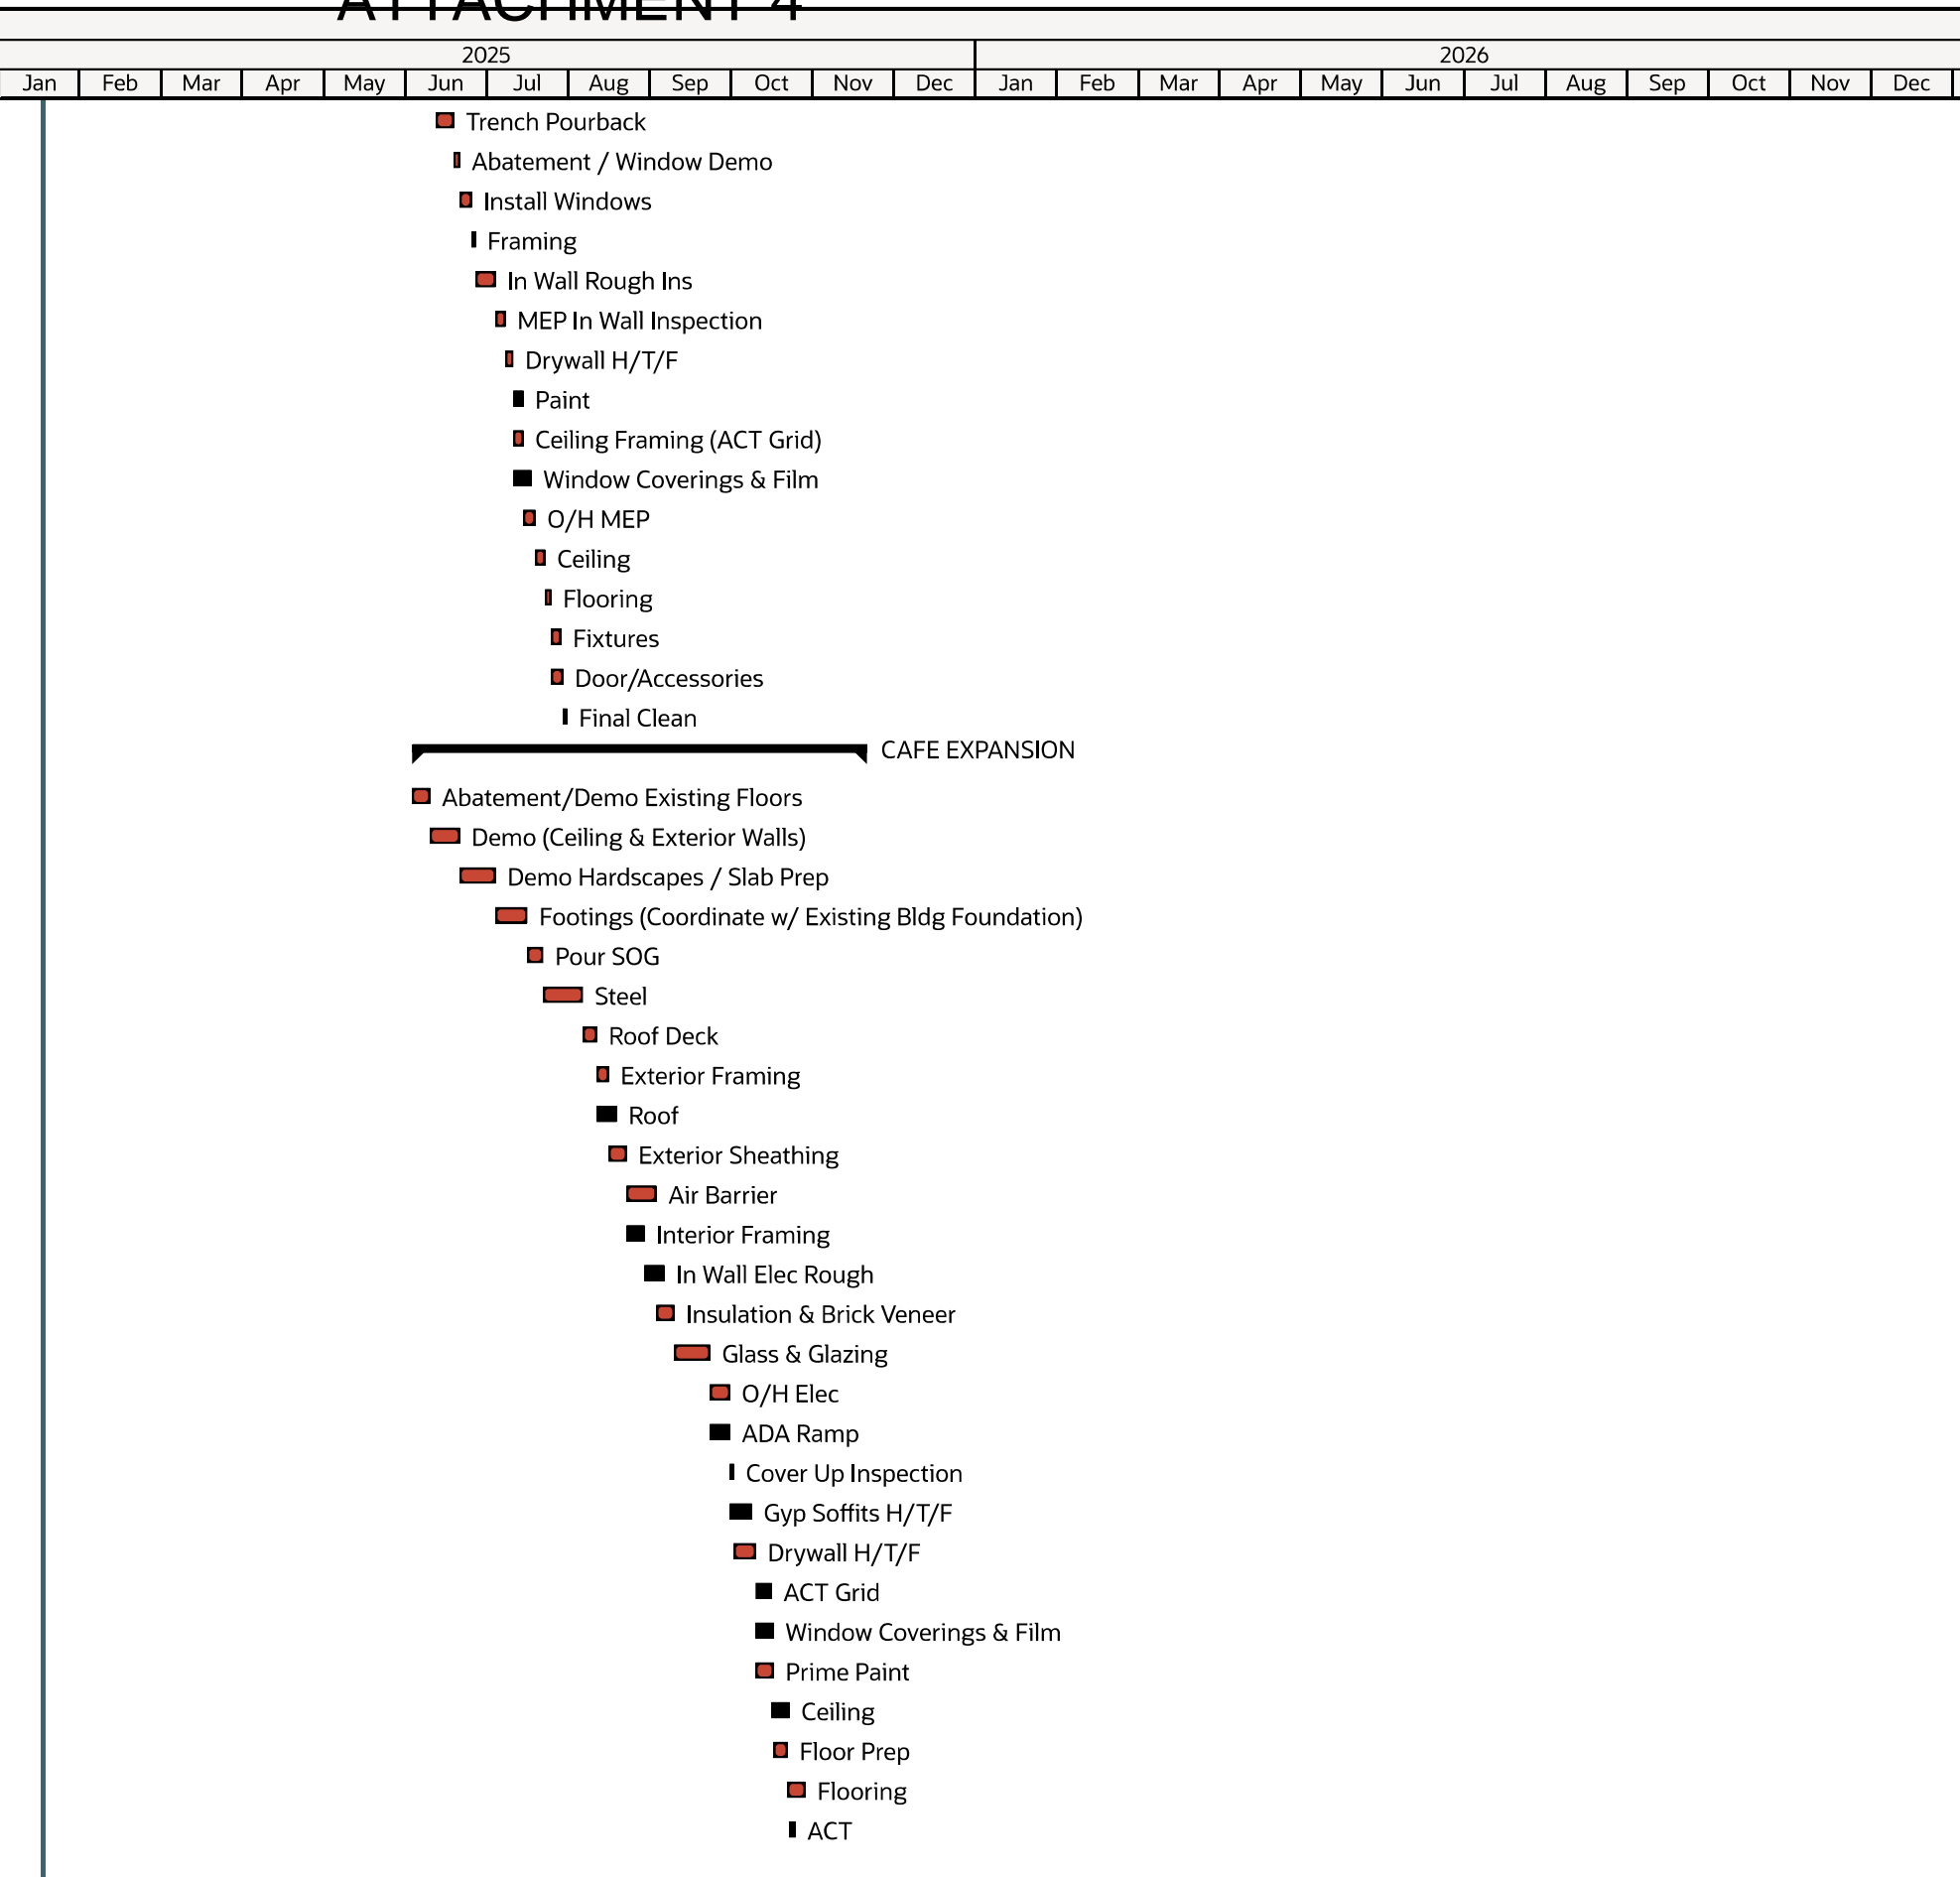 ATTACHMENT 4
2025 2026
Jan Feb Mar Apr May Jun Jul Aug Sep Oct Nov Dec Jan Feb Mar Apr May Jun Jul Aug Sep Oct Nov Dec
Trench Pourback
Abatement / Window Demo
Install Windows
Framing
In Wall Rough Ins
MEP In Wall Inspection
Drywall H/T/F
Paint
Ceiling Framing (ACT Grid)
Window Coverings & Film
O/H MEP
Ceiling
Flooring
Fixtures
Door/Accessories
Final Clean
CAFE EXPANSION
Abatement/Demo Existing Floors
Demo (Ceiling & Exterior Walls)
Demo Hardscapes / Slab Prep
Footings (Coordinate w/ Existing Bldg Foundation)
Pour SOG
Steel
Roof Deck
Exterior Framing
Roof
Exterior Sheathing
Air Barrier
Interior Framing
In Wall Elec Rough
Insulation & Brick Veneer
Glass & Glazing
O/H Elec
ADA Ramp
Cover Up Inspection
Gyp Soffits H/T/F
Drywall H/T/F
ACT Grid
Window Coverings & Film
Prime Paint
Ceiling
Floor Prep
Flooring
ACT